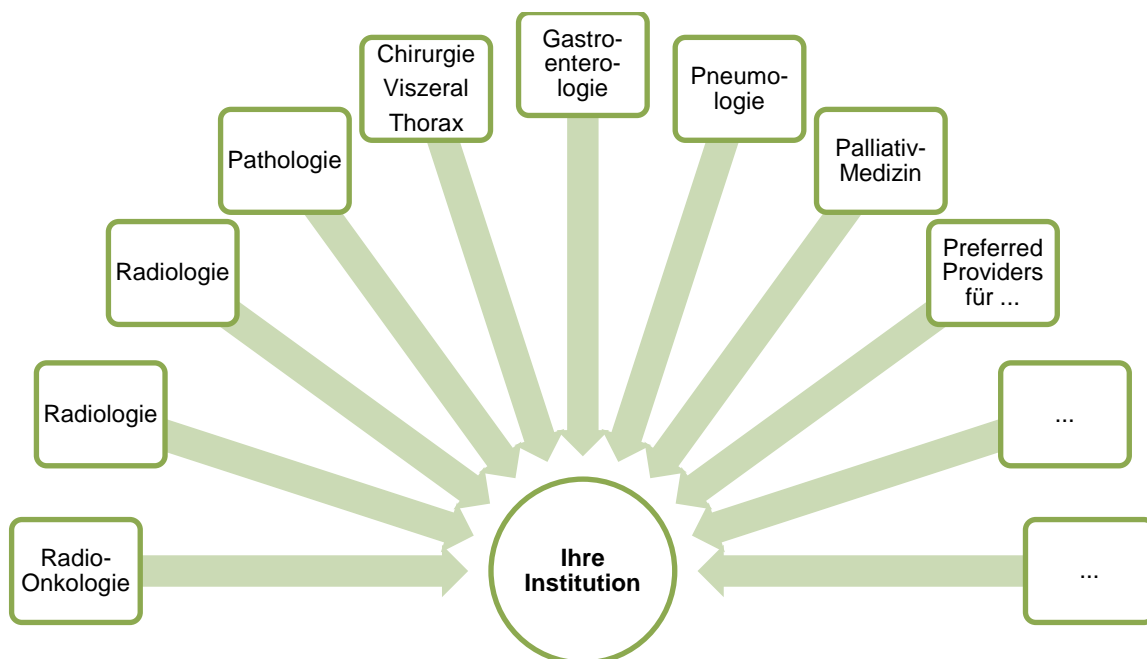 Radio-
Onkologie
Radiologie
Radiologie
Pathologie
Chirurgie
Viszeral
Thorax
Gastro-
entero-
logie
Pneumo-
logie
Palliativ-
Medizin
Preferred
Providers
für ...
...
...
Ihre
Institution